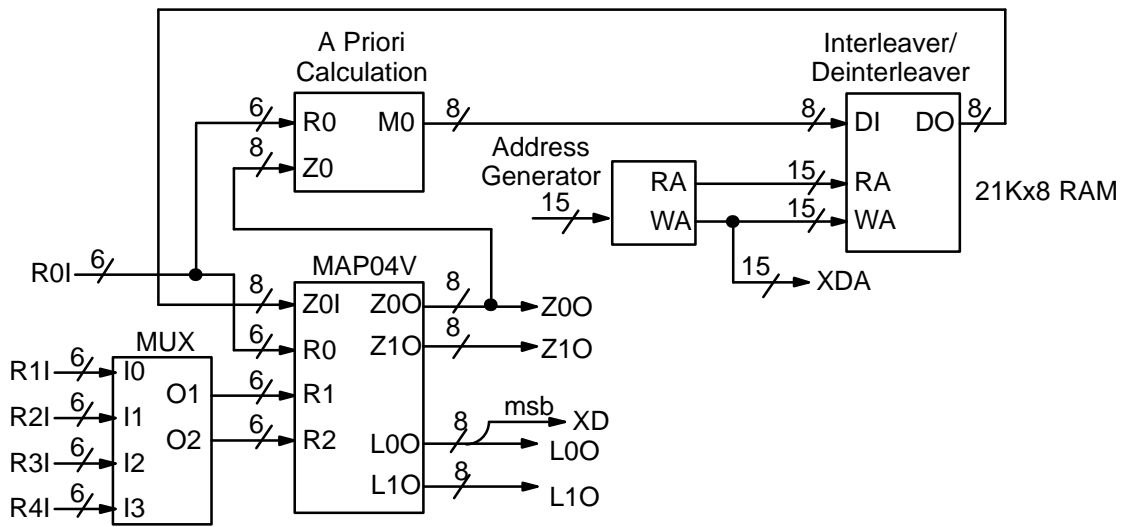 A Priori
Calculation
Interleaver/
Deinterleaver
6
R0
M0
8
8
DI
DO
8
8
Z0
Address
Generator
15
RA
15
RA
21Kx8 RAM
WA
15
WA
R0I
6
MAP04V
15
XDA
8
Z0I
Z0O
8
Z0O
6
R0
Z1O
8
Z1O
MUX
R1I
6
I0
O1
6
R1
R2I
6
I1
O2
6
R2
L0O
8
msb
XD
L0O
R3I
6
I2
R4I
6
I3
L1O
8
L1O